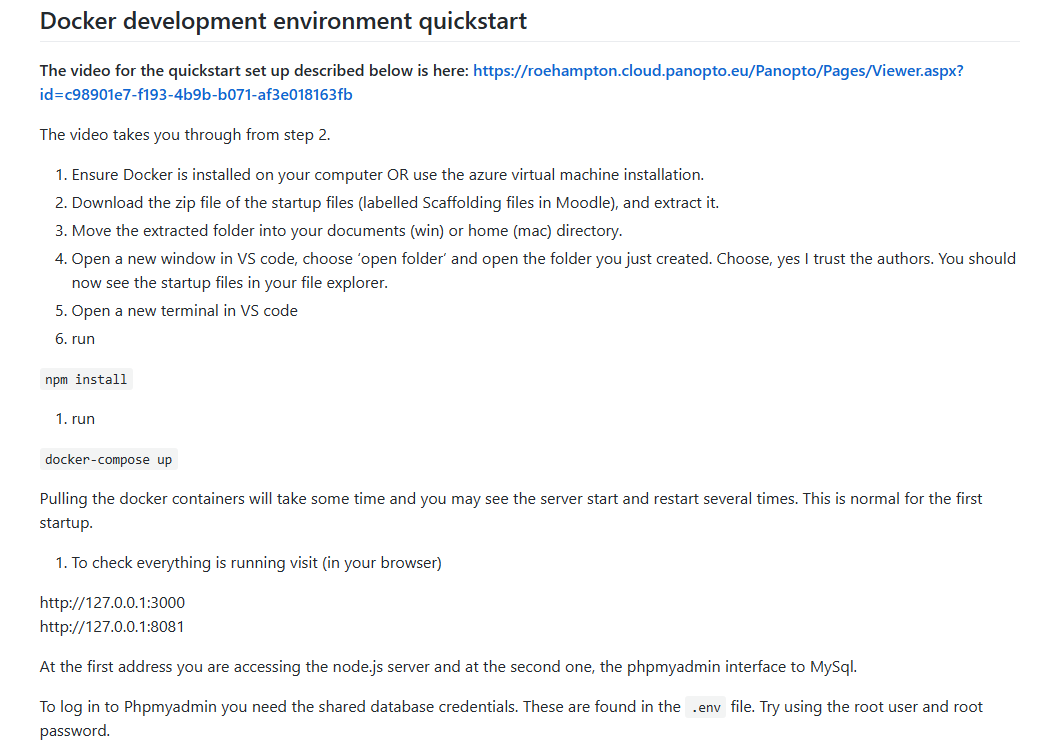 Docker development environment quickstart
The video for the quickstart set up described below is here: https://roehampton.cloud.panopto.eu/Panopto/Pages/Viewer.aspx?
id=c98901e7-f193-4b9b-b071-af3e018163fb
The video takes you through from step 2.
1. Ensure Docker is installed on your computer OR use the azure virtual machine installation.
2. Download the zip file of the startup files (labelled Scaffolding files in Moodle), and extract it.
3. Move the extracted folder into your documents (win) or home (mac) directory.
4. Open a new window in VS code, choose ‘open folder’ and open the folder you just created. Choose, yes I trust the authors. You should
now see the startup files in your file explorer.
5. Open a new terminal in VS code
6. run
npm install
1. run
docker-compose up
Pulling the docker containers will take some time and you may see the server start and restart several times. This is normal for the first
startup.
1. To check everything is running visit (in your browser)
http://127.0.0.1:3000
http://127.0.0.1:8081
At the first address you are accessing the node.js server and at the second one, the phpmyadmin interface to MySql.
To log in to Phpmyadmin you need the shared database credentials. These are found in the .env file. Try using the root user and root
password.